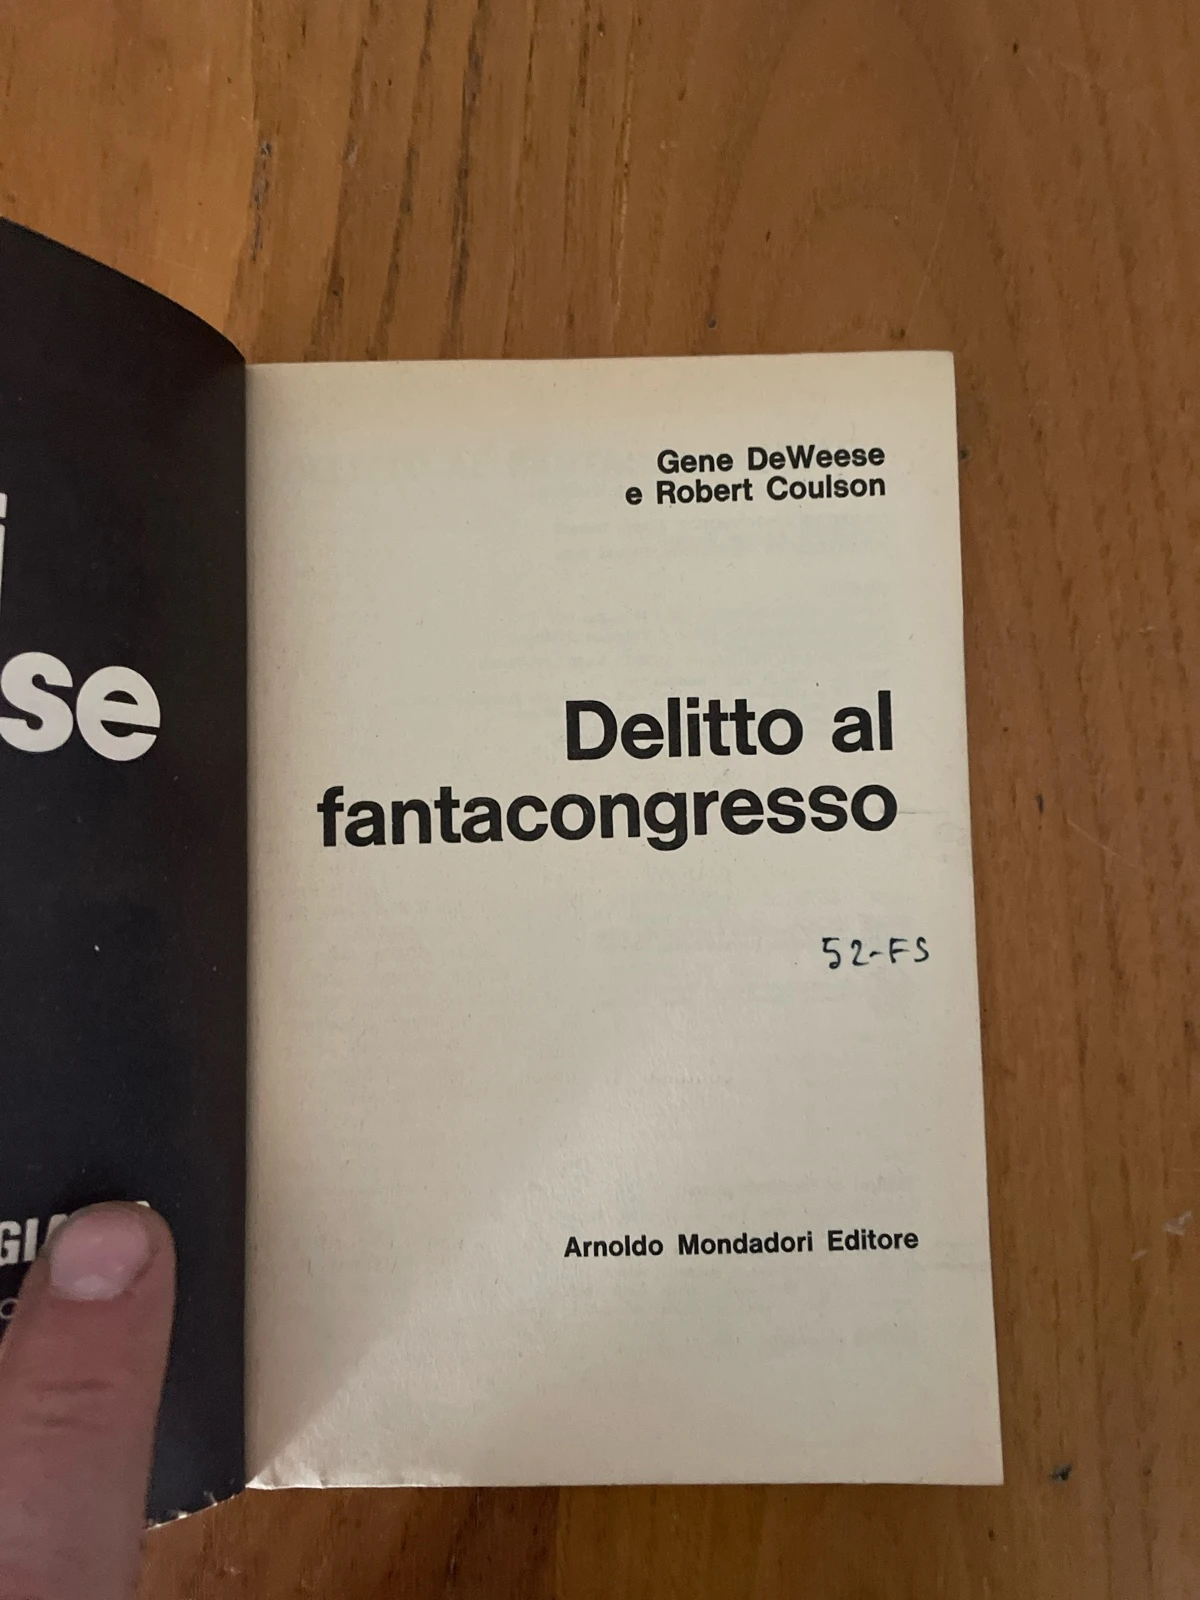 se
Gene DeWeese
e Robert Coulson
Delitto al
fantacongresso
52-FS
Arnoldo Mondadori Editore